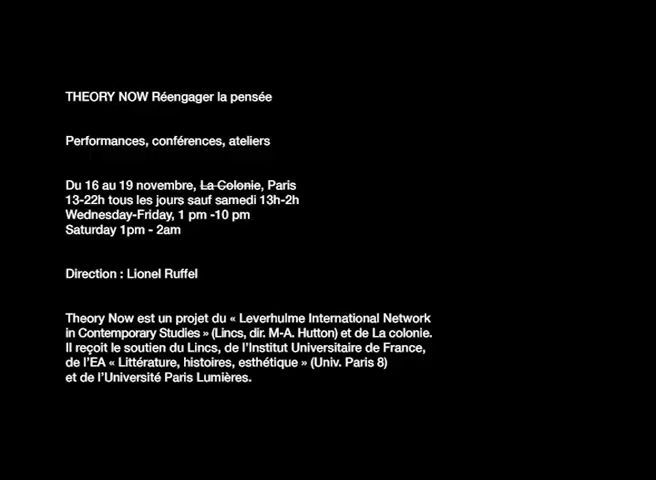 THEORY NOW Réengager la pensée
Performances, conférences, ateliers
Du 16 au 19 novembre, La Colonie, Paris
13-22h tous les jours sauf samedi 13h-2h
Wednesday-Friday, 1 pm -10 pm
Saturday 1pm - 2am
Direction : Lionel Ruffel
Theory Now est un projet du « Leverhulme International Network
in Contemporary Studies » (Lincs, dir. M-A. Hutton) et de La colonie.
Il reçoit le soutien du Lincs, de l'Institut Universitaire de France,
de l'EA « Littérature, histoires, esthétique » (Univ. Paris 8)
et de l'Université Paris Lumières.